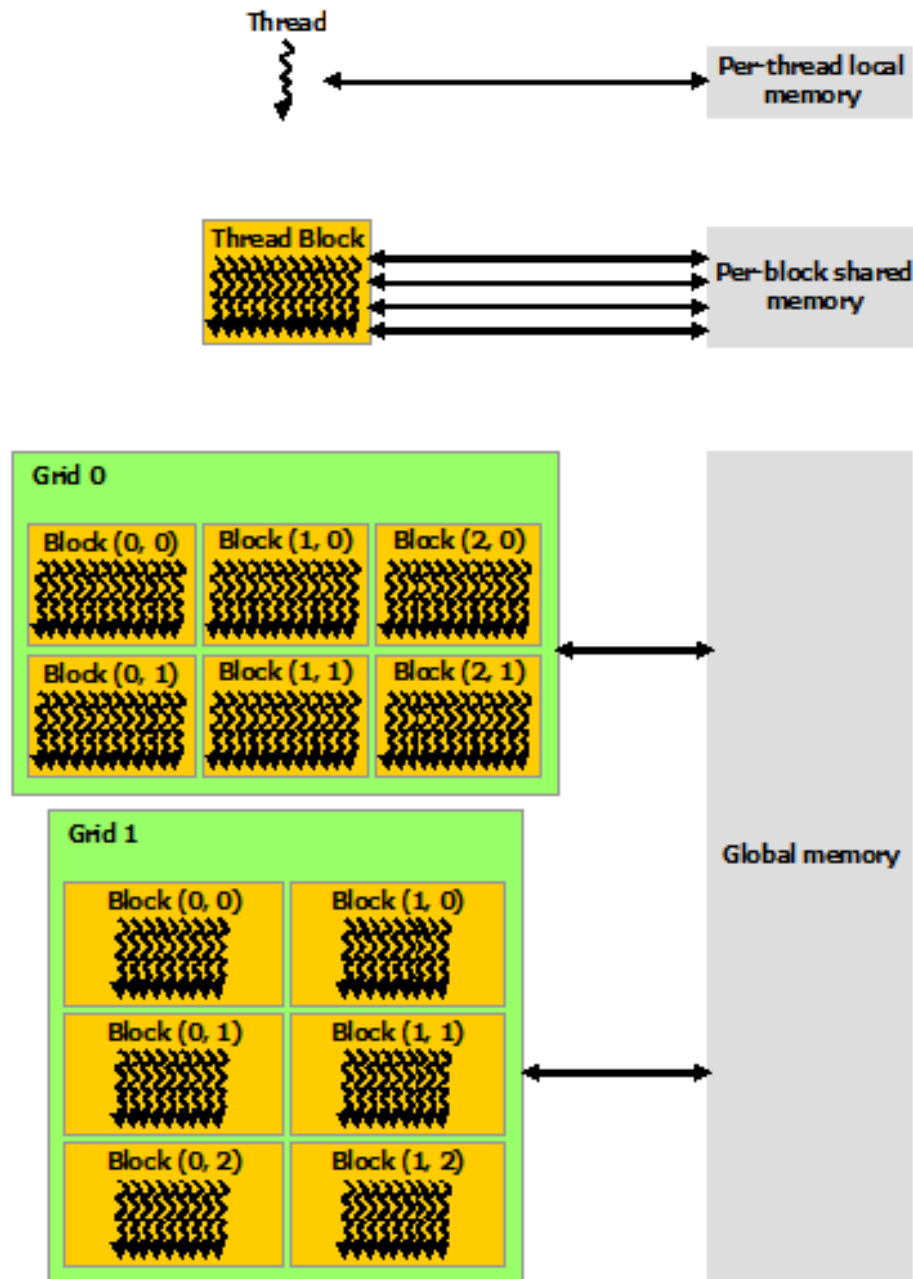 Thread
Per-thread local
memory
Thread Block
Per-block shared
memory
Grid 0
Block (0, 0)
Block (1, 0)
Block (2, 0)
Block (0, 1)
Block (1, 1)
Block (2, 1)
Grid 1
Global memory
Block (0, 0)
Block (1, 0)
Block (0, 1)
Block (1, 1)
Block (0, 2)
Block (1, 2)